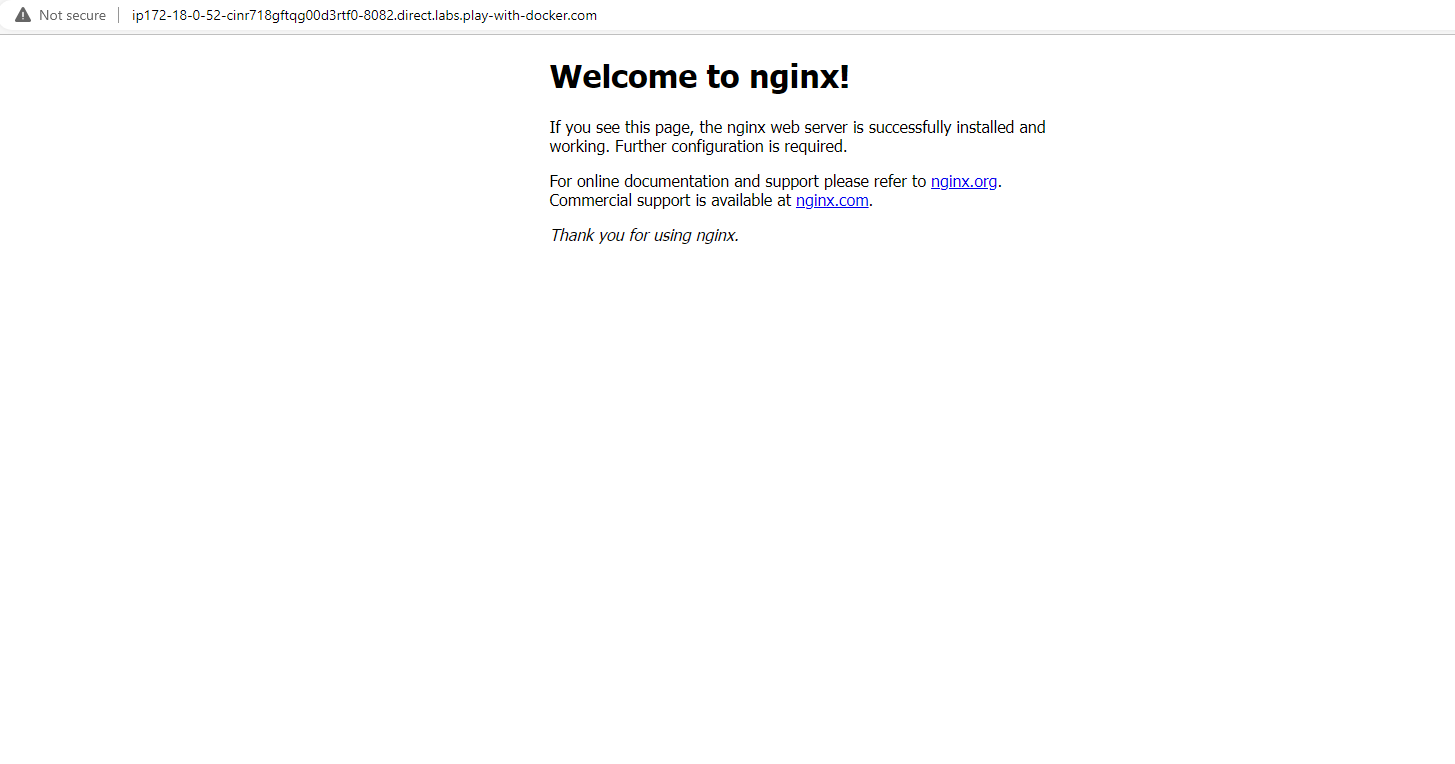 Not secure
ip172-18-0-52-cinr718gftqg00d3rtf0-8082.direct.labs.play-with-docker.com
Welcome to nginx!
If you see this page, the nginx web server is successfully installed and
working. Further configuration is required.
For online documentation and support please refer to nginx.org.
Commercial support is available at nginx.com.
Thank you for using nginx.